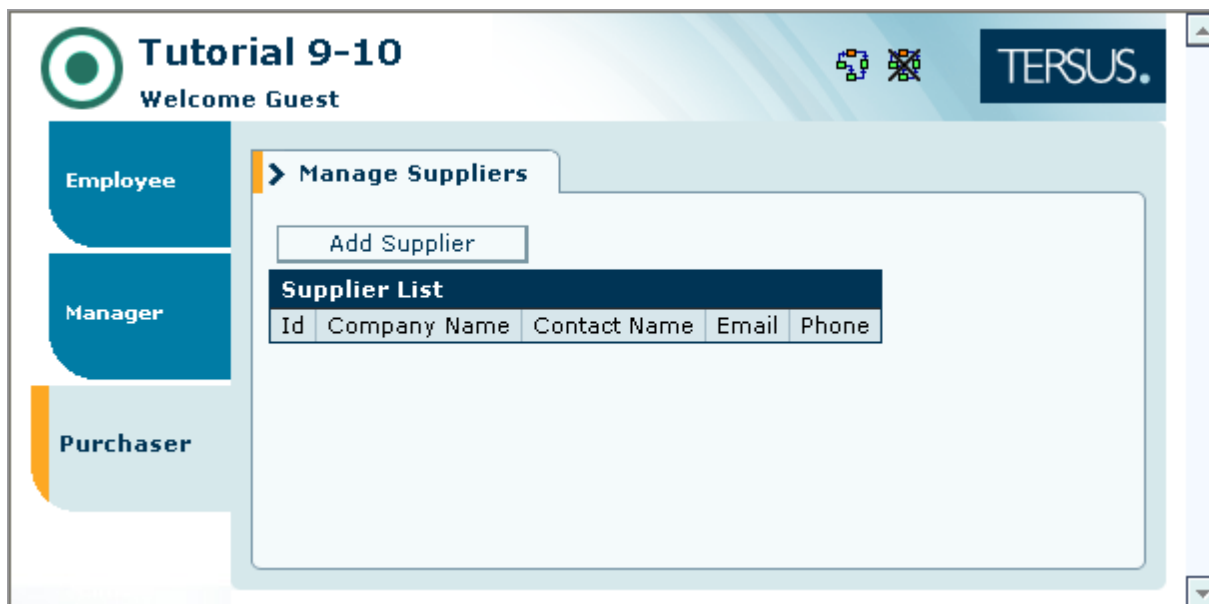 Tutorial 9-10
Welcome Guest
TERSUS.
Employee
Manager
Purchaser
Manage Suppliers
Add Supplier
Supplier List
Id Company Name Contact Name Email Phone